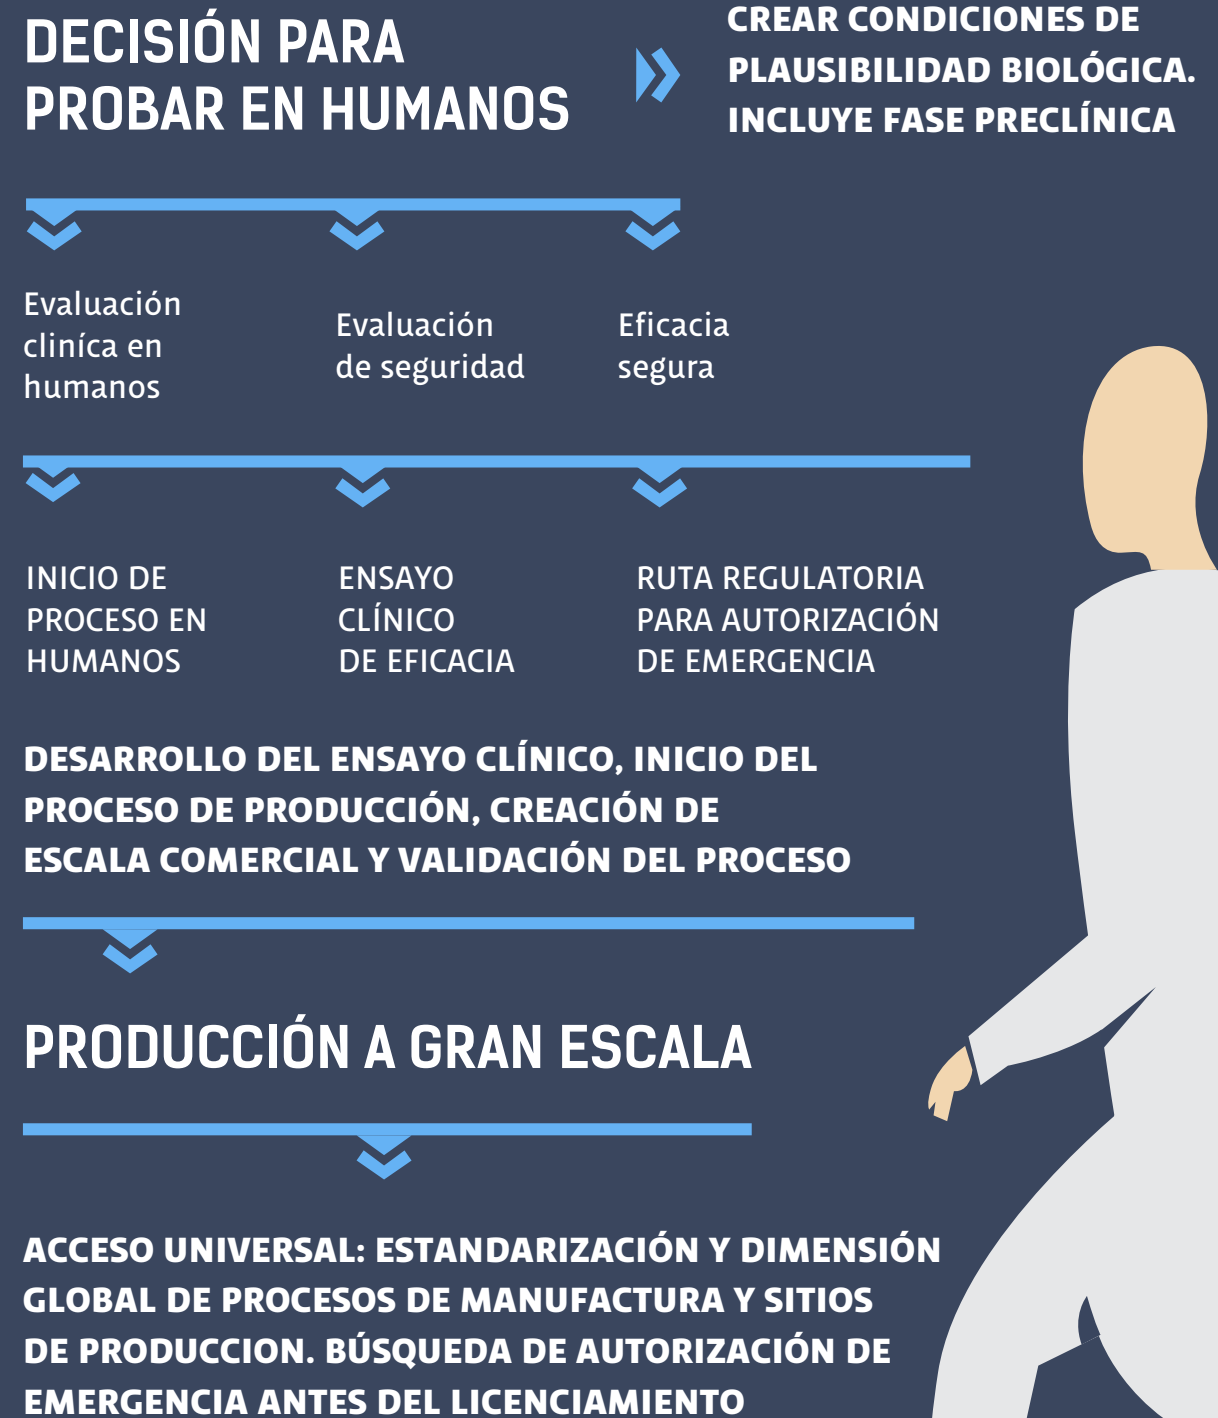 DECISIÓN PARA
PROBAR EN HUMANOS
CREAR CONDICIONES DE
PLAUSIBILIDAD BIOLÓGICA.
INCLUYE FASE PRECLÍNICA
Evaluación
cliníca en
humanos
Evaluación
de seguridad
Eficacia
segura
INICIO DE
PROCESO EN
HUMANOS
ENSAYO
CLÍNICO
DE EFICACIA
RUTA REGULATORIA
PARA AUTORIZACIÓN
DE EMERGENCIA
DESARROLLO DEL ENSAYO CLÍNICO, INICIO DEL
PROCESO DE PRODUCCIÓN, CREACIÓN DE
ESCALA COMERCIAL Y VALIDACIÓN DEL PROCESO
PRODUCCIÓN A GRAN ESCALA
ACCESO UNIVERSAL: ESTANDARIZACIÓN Y DIMENSIÓN
GLOBAL DE PROCESOS DE MANUFACTURA Y SITIOS
DE PRODUCCION. BÚSQUEDA DE AUTORIZACIÓN DE
EMERGENCIA ANTES DEL LICENCIAMIENTO